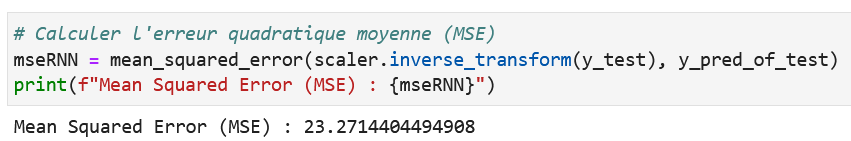 # Calculer l'erreur quadratique moyenne (MSE)
mseRNN = mean_squared_error(scaler.inverse_transform(y_test), y_pred_of_test)
print(f"Mean Squared Error (MSE) : {mseRNN}")
Mean Squared Error (MSE) : 23.2714404494908